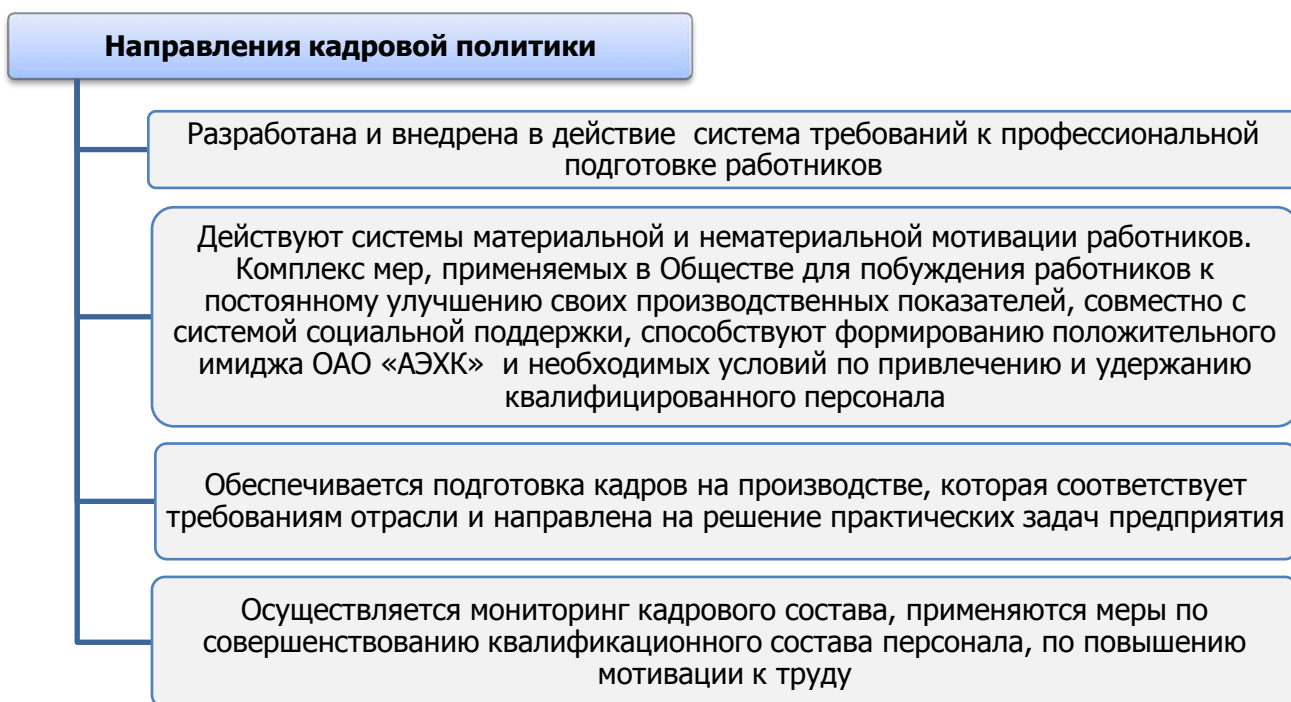 Направления кадровой политики
Разработана и внедрена в действие  система требований к профессиональной
подготовке работников
Действуют системы материальной и нематериальной мотивации работников.
Комплекс мер, применяемых в Обществе для побуждения работников к
постоянному улучшению своих производственных показателей, совместно с
системой социальной поддержки, способствуют формированию положительного
имиджа ОАО «АЭХК»  и необходимых условий по привлечению и удержанию
квалифицированного персонала
Обеспечивается подготовка кадров на производстве, которая соответствует
требованиям отрасли и направлена на решение практических задач предприятия
Осуществляется мониторинг кадрового состава, применяются меры по
совершенствованию квалификационного состава персонала, по повышению
мотивации к труду